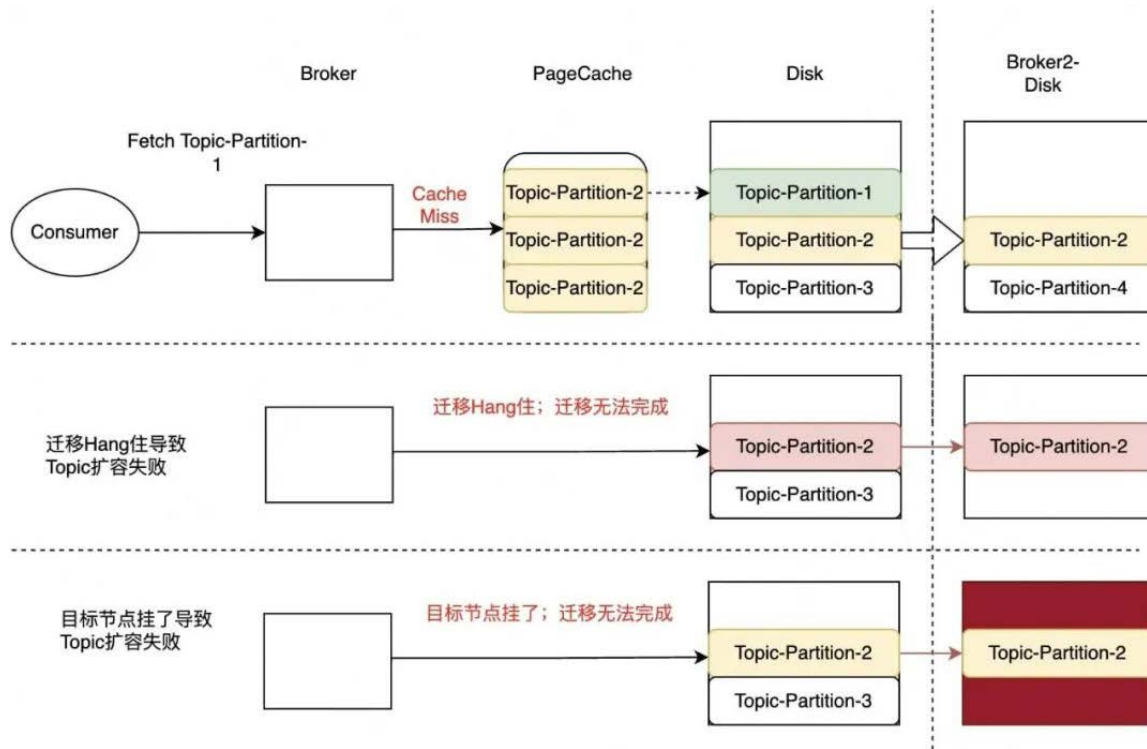 Broker
PageCache
Disk
Broker2-
Disk
Fetch Topic-Partition-
1
Consumer
Cache
Miss
Topic-Partition-2
Topic-Partition-2
Topic-Partition-2
Topic-Partition-1
Topic-Partition-2
Topic-Partition-3
Topic-Partition-2
Topic-Partition-4
迁移Hang住导致
Topic扩容失败
迁移Hang住；迁移无法完成
Topic-Partition-2
Topic-Partition-3
Topic-Partition-2
目标节点挂了导致
Topic扩容失败
目标节点挂了；迁移无法完成
Topic-Partition-2
Topic-Partition-3
Topic-Partition-2